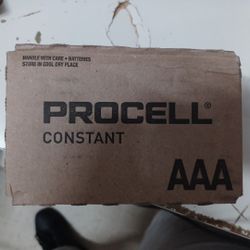 HANDLE WITH CARE • BATTERIES
STORE IN COOL DRY PLACE
PROCELL®
CONSTANT
AAA